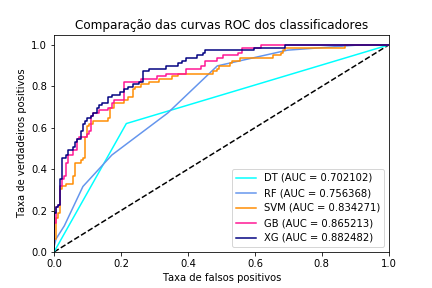 Comparação das curvas ROC dos classificadores
Taxa de verdadeiros positivos
1.0
0.8
0.6
0.4
0.2
0.0
DT (AUC = 0.702102)
RF (AUC = 0.756368)
SVM (AUC = 0.834271)
GB (AUC = 0.865213)
XG (AUC = 0.882482)
0.0 0.2 0.4 0.6 0.8 1.0
Taxa de falsos positivos